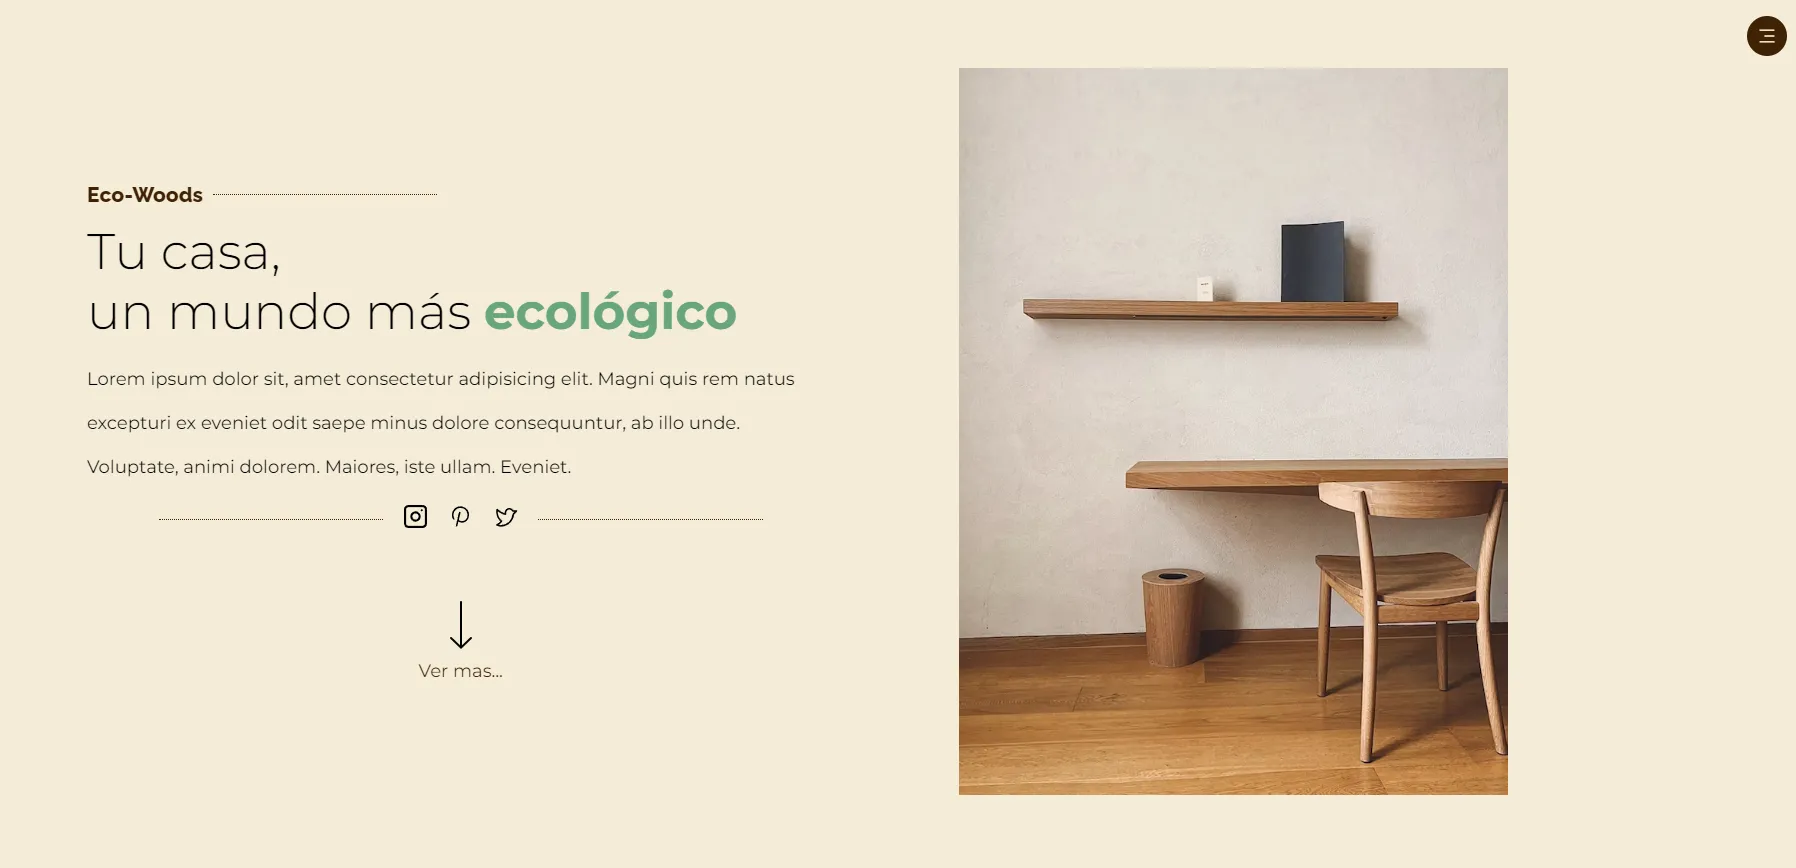 Eco-Woods
Tu casa,
un mundo más ecológico
Lorem ipsum dolor sit, amet consectetur adipisicing elit. Magni quis rem natus
excepturi ex eveniet odit saepe minus dolore consequuntur, ab illo unde.
Voluptate, animi dolorem. Maiores, iste ullam. Eveniet.
Ver mas...